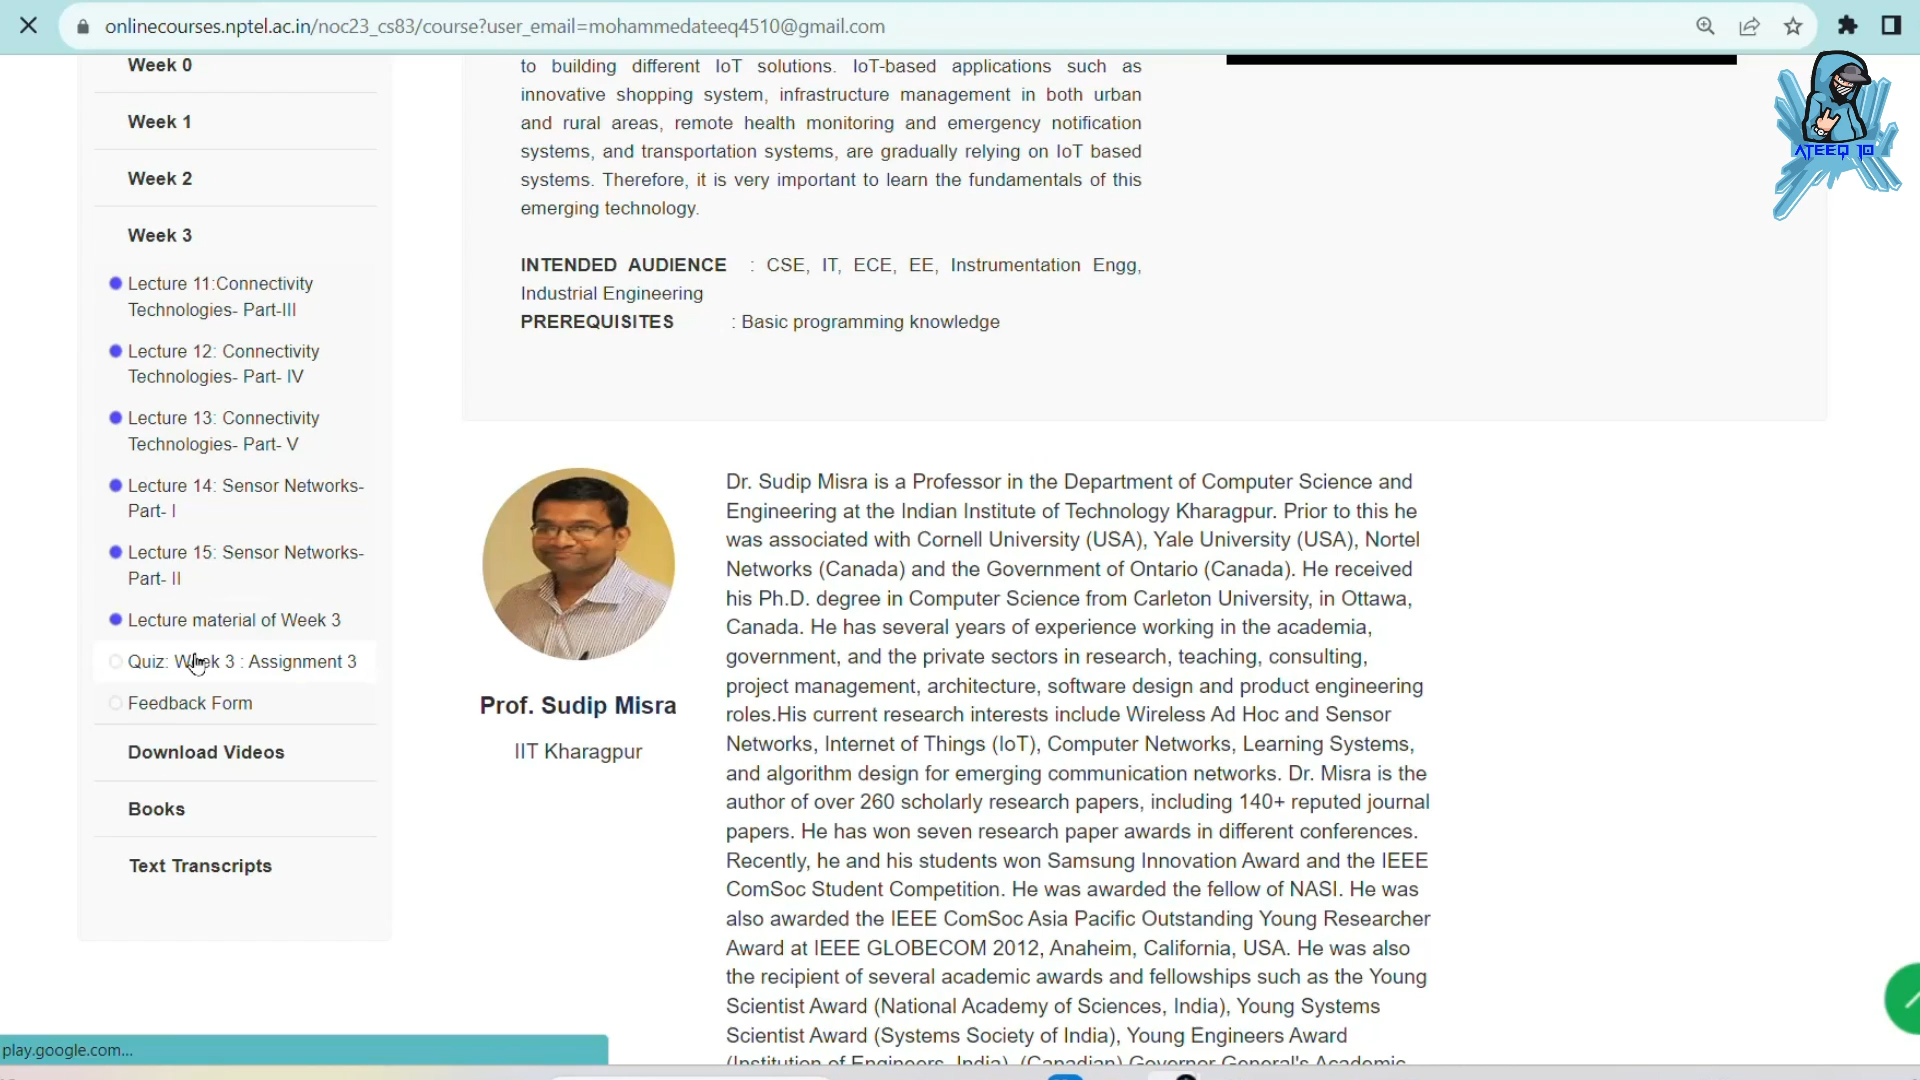 onlinecourses.nptel.ac.in/noc23_cs83/course?user_email=mohammedateeq4510@gmail.com
Week 0
Week 1
Week 2
Week 3
Lecture 11:Connectivity
Technologies- Part-III
Lecture 12: Connectivity
Technologies- Part- IV
Lecture 13: Connectivity
Technologies- Part- V
Lecture 14: Sensor Networks-
Part- I
Lecture 15: Sensor Networks-
Part- II
Lecture material of Week 3
Quiz: Week 3 : Assignment 3
Feedback Form
Download Videos
Books
Text Transcripts
to building different IoT solutions. IoT-based applications such as
innovative shopping system, infrastructure management in both urban
and rural areas, remote health monitoring and emergency notification
systems, and transportation systems, are gradually relying on IoT based
systems. Therefore, it is very important to learn the fundamentals of this
emerging technology.
INTENDED AUDIENCE : CSE, IT, ECE, EE, Instrumentation Engg,
Industrial Engineering
PREREQUISITES : Basic programming knowledge
ATEEQ 10
Prof. Sudip Misra
IIT Kharagpur
Dr. Sudip Misra is a Professor in the Department of Computer Science and
Engineering at the Indian Institute of Technology Kharagpur. Prior to this he
was associated with Cornell University (USA), Yale University (USA), Nortel
Networks (Canada) and the Government of Ontario (Canada). He received
his Ph.D. degree in Computer Science from Carleton University, in Ottawa,
Canada. He has several years of experience working in the academia,
government, and the private sectors in research, teaching, consulting,
project management, architecture, software design and product engineering
roles.His current research interests include Wireless Ad Hoc and Sensor
Networks, Internet of Things (IoT), Computer Networks, Learning Systems,
and algorithm design for emerging communication networks. Dr. Misra is the
author of over 260 scholarly research papers, including 140+ reputed journal
papers. He has won seven research paper awards in different conferences.
Recently, he and his students won Samsung Innovation Award and the IEEE
ComSoc Student Competition. He was awarded the fellow of NASI. He was
also awarded the IEEE ComSoc Asia Pacific Outstanding Young Researcher
Award at IEEE GLOBECOM 2012, Anaheim, California, USA. He was also
the recipient of several academic awards and fellowships such as the Young
Scientist Award (National Academy of Sciences, India), Young Systems
Scientist Award (Systems Society of India), Young Engineers Award
(Institution of Engineers, India), (Canadian) Governor General's Academic
play.google.com...